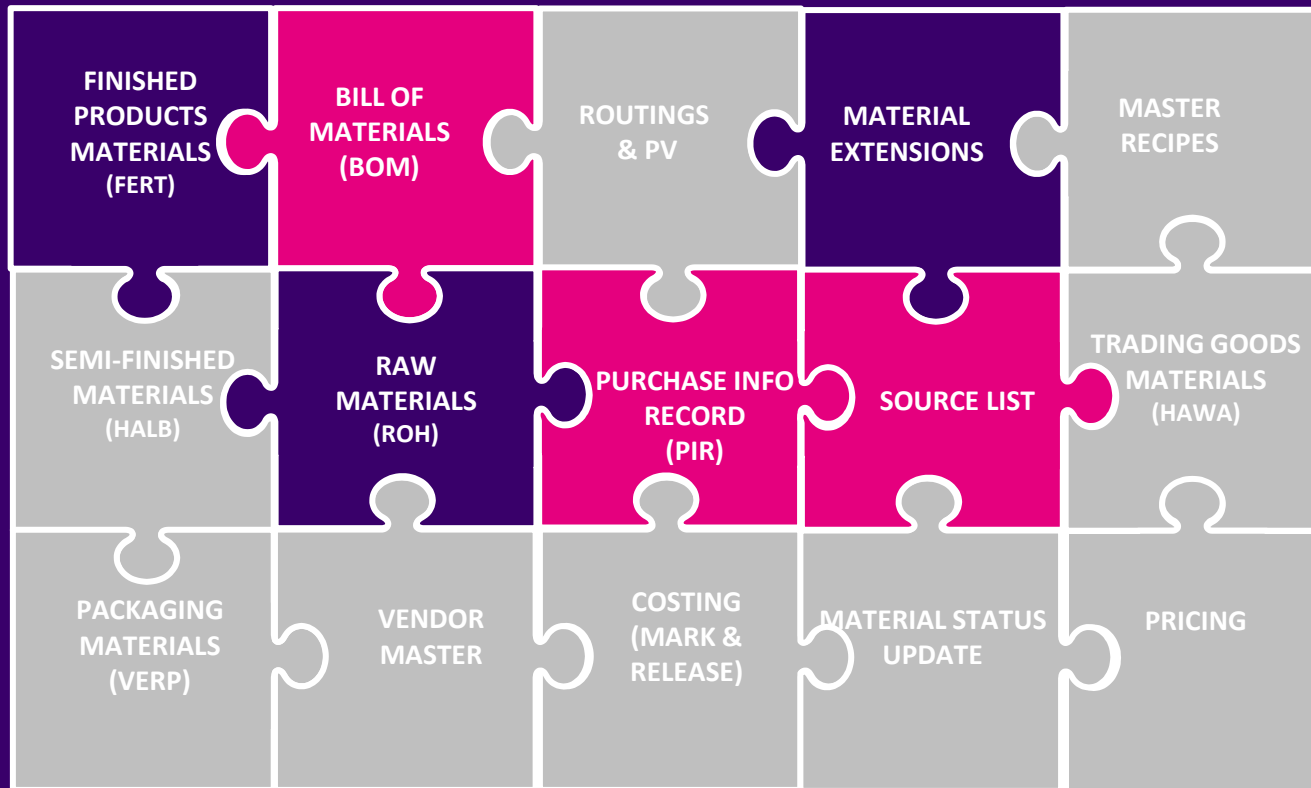 FINISHED
PRODUCTS
MATERIALS
(FERT)
BILL OF
MATERIALS
(BOM)
ROUTINGS
& PV
MATERIAL
EXTENSIONS
MASTER
RECIPES
SEMI-FINISHED
MATERIALS
(HALB)
RAW
MATERIALS
(ROH)
PURCHASE INFO
RECORD
(PIR)
SOURCE LIST
TRADING GOODS
MATERIALS
(HAWA)
PACKAGING
MATERIALS
(VERP)
VENDOR
MASTER
COSTING
(MARK &
RELEASE)
MATERIAL STATUS
UPDATE
PRICING